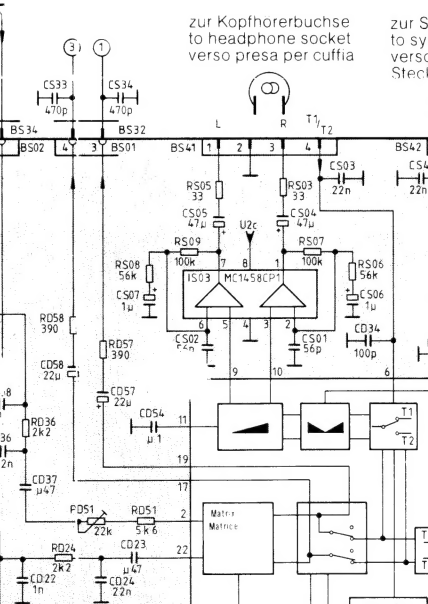 zur Kopfhorerbuchse
to headphone socket
verso presa per cuffia
zur S
to sy
verso
Steck
3
1
CS33
470p
CS34
470p
BS34
BS32
BS02
4
3
BS01
BS41
1
2
3
4
BS42
L
R
T1/T2
CS03
22n
CS4
22n
RS05
33
RS03
33
CS05
47µ
CS04
47µ
U2c
RS09
100k
RS07
100k
RS08
56k
RS06
56k
CS07
1µ
CS06
1µ
7
8
1
IS03
MC1458CP1
6
5
4
3
2
CS02
CS01
56p
CD34
100p
RD58
390
RD57
390
CD58
22µ
CD57
22µ
9
10
6
CD54
µ1
11
T1
T2
RD36
2k2
36
2n
CD37
µ47
19
17
PD51
22k
RD51
5k6
2
Matrix
Matrice
RD24
2k2
CD23
µ47
22
CD22
1n
CD24
22n
T
T